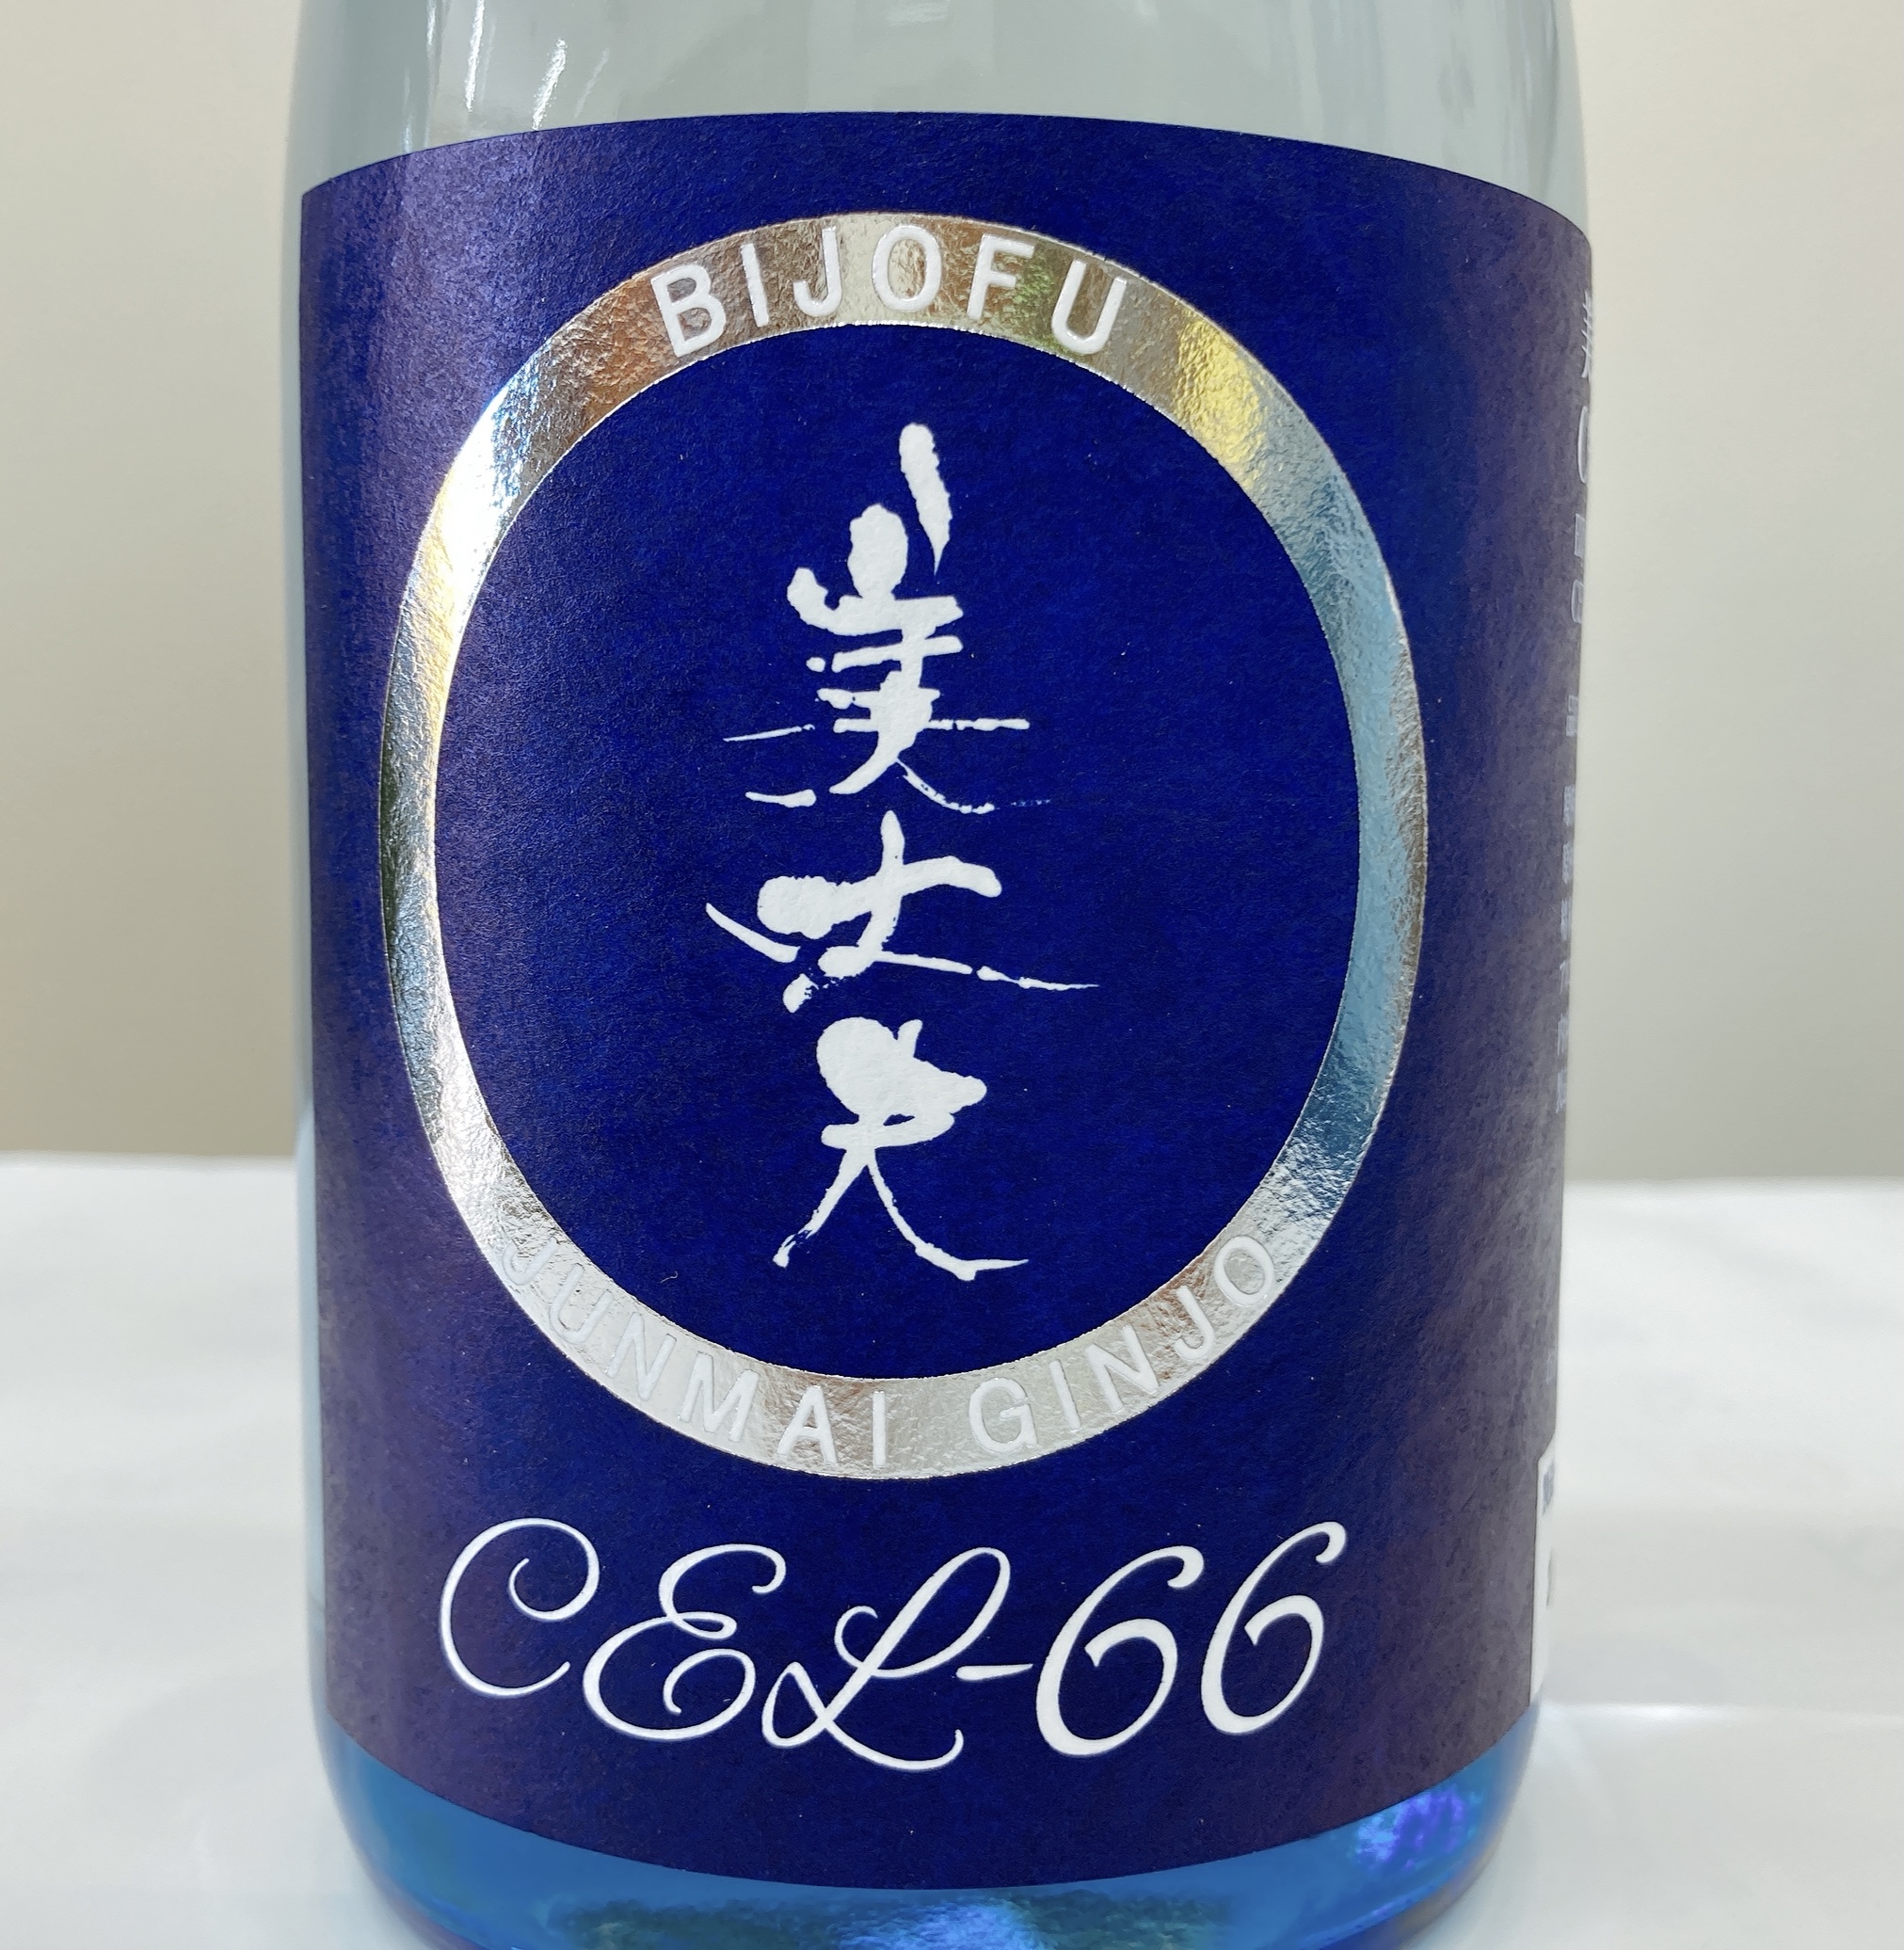 BIJOFU
美丈夫
JUNMAI GINJO
CEL-66